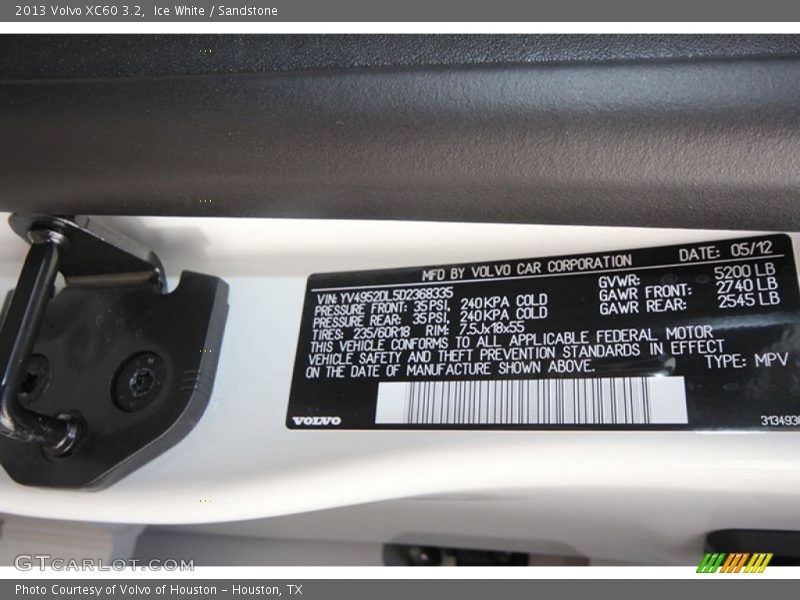 2013 Volvo XC60 3.2,  Ice White / Sandstone
MFD BY VOLVO CAR CORPORATION DATE: 05/12
VIN: YV4952DL5D2368335 GVWR: 5200 LB
PRESSURE FRONT: 35 PSI, 240 KPA COLD GAWR FRONT: 2740 LB
PRESSURE REAR: 35 PSI, 240 KPA COLD GAWR REAR: 2545 LB
TIRES: 235/60R18 RIM: 7,5Jx18x55
THIS VEHICLE CONFORMS TO ALL APPLICABLE FEDERAL MOTOR
VEHICLE SAFETY AND THEFT PREVENTION STANDARDS IN EFFECT
ON THE DATE OF MANUFACTURE SHOWN ABOVE. TYPE: MPV
VOLVO
GTCARLOT.COM
Photo Courtesy of Volvo of Houston – Houston, TX